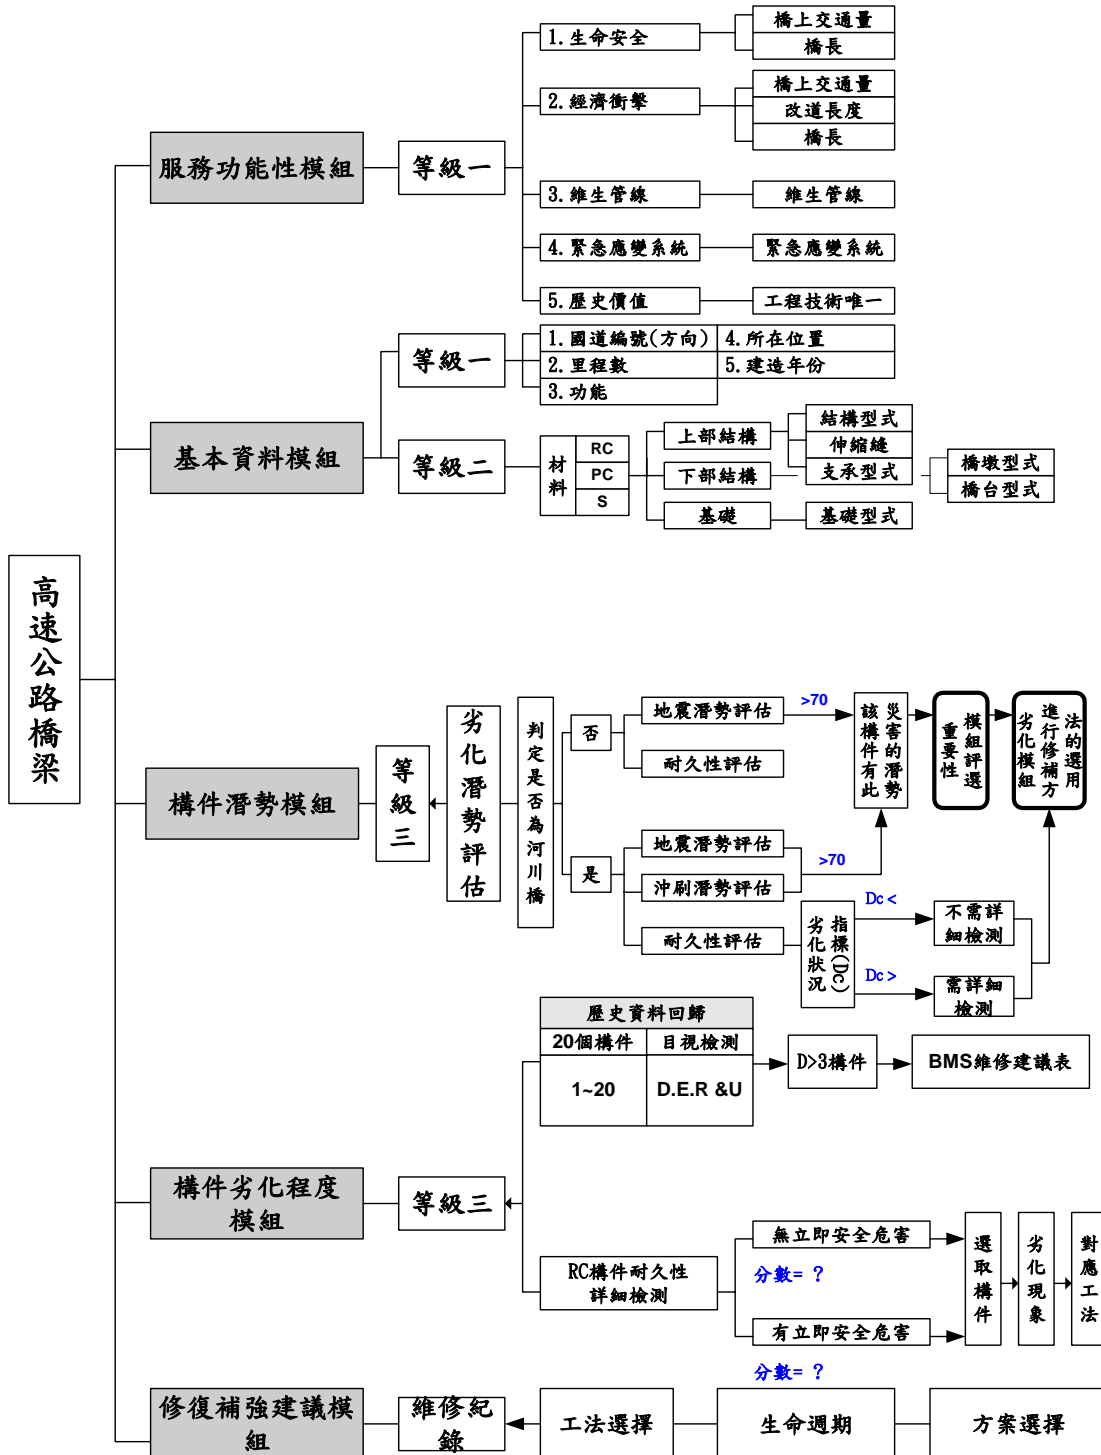 高速公路橋梁
服務功能性模組
等級一
1.生命安全
橋上交通量
橋長
2.經濟衝擊
橋上交通量
改道長度
橋長
3.維生管線
維生管線
4.緊急應變系統
緊急應變系統
5.歷史價值
工程技術唯一
基本資料模組
等級一
1.國道編號(方向)
4.所在位置
2.里程數
5.建造年份
3.功能
等級二
材料
RC
PC
S
上部結構
結構型式
伸縮縫
支承型式
下部結構
橋墩型式
橋台型式
基礎
基礎型式
構件潛勢模組
等級三
劣化潛勢評估
判定是否為河川橋
否
地震潛勢評估
>70
耐久性評估
是
地震潛勢評估
沖刷潛勢評估
>70
耐久性評估
該構件有此
災害的潛勢
重要性
模組評選
劣化模組
進行修補方
法的選用
劣化狀況
指標(Dc)
Dc <
不需詳
細檢測
Dc >
需詳細
檢測
構件劣化程度
模組
等級三
歷史資料回歸
20個構件
目視檢測
1~20
D.E.R &U
D>3構件
BMS維修建議表
RC構件耐久性
詳細檢測
無立即安全危害
分數= ?
有立即安全危害
分數= ?
選取構件
劣化現象
對應工法
修復補強建議模
組
維修紀
錄
工法選擇
生命週期
方案選擇